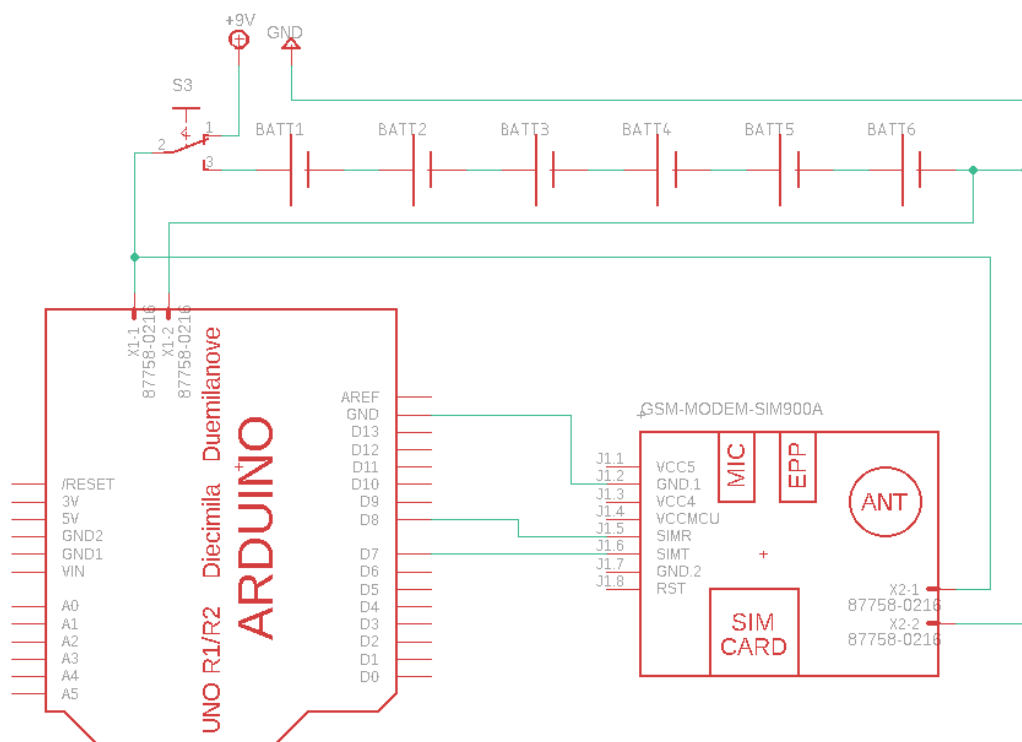 +9V
GND
S3
1
2
3
BATT1
BATT2
BATT3
BATT4
BATT5
BATT6
X1-1
87758-0216
X1-2
87758-0216
UNO R1/R2 Diecimila Duemilanove
ARDUINO
/RESET
3V
5V
GND2
GND1
VIN
A0
A1
A2
A3
A4
A5
AREF
GND
D13
D12
D11
D10
D9
D8
D7
D6
D5
D4
D3
D2
D1
D0
GSM-MODEM-SIM900A
MIC
EPP
ANT
J1.1 VCC5
J1.2 GND.1
J1.3 VCC4
J1.4 VCCMCU
J1.5 SIMR
J1.6 SIMT
J1.7 GND.2
J1.8 RST
SIM
CARD
X2-1
87758-0216
X2-2
87758-0216